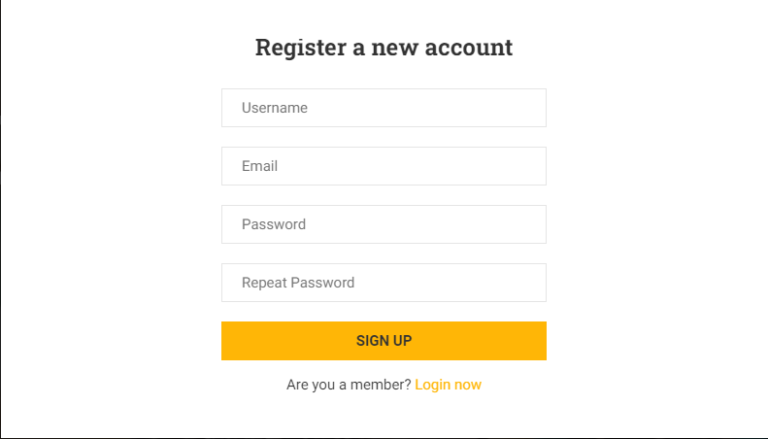 Register a new account
Username
Email
Password
Repeat Password
SIGN UP
Are you a member? Login now